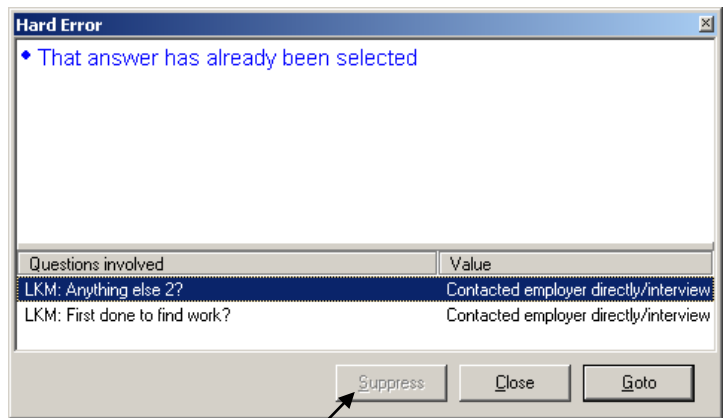 Hard Error
• That answer has already been selected
Questions involved Value
LKM: Anything else 2? Contacted employer directly/interview
LKM: First done to find work? Contacted employer directly/interview
Suppress Close Goto